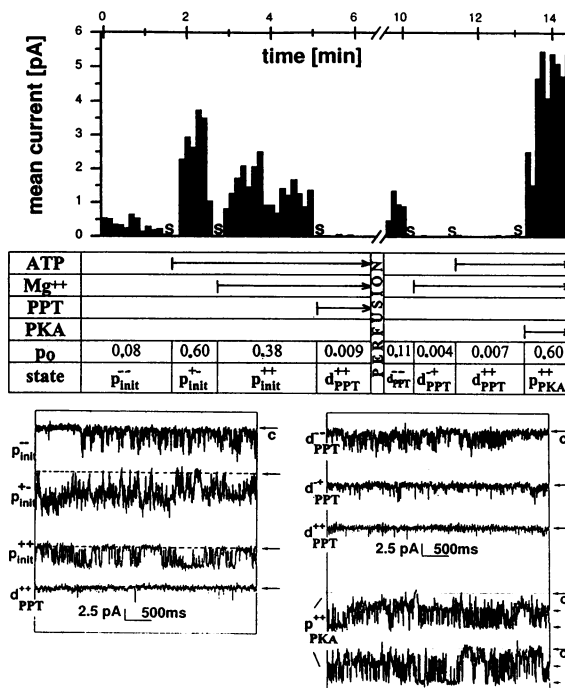 0 2 4 10 12 14
time [min]
mean current [pA]
6
5
4
3
2
1
0
S S S S S S
ATP
Mg++
PPT
PKA
PERFUSION
po 0,08 0,60 0,38 0.009 0,11 0.004 0,007 0,60
state p--init p+-init p++init d++PPT d--PPT d-+PPT d++PPT p++PKA
p--init
c
p+-init
p++init
d++PPT
2.5 pA 500ms
d--PPT
c
d-+PPT
d++PPT
2.5 pA 500ms
c
p++PKA
c